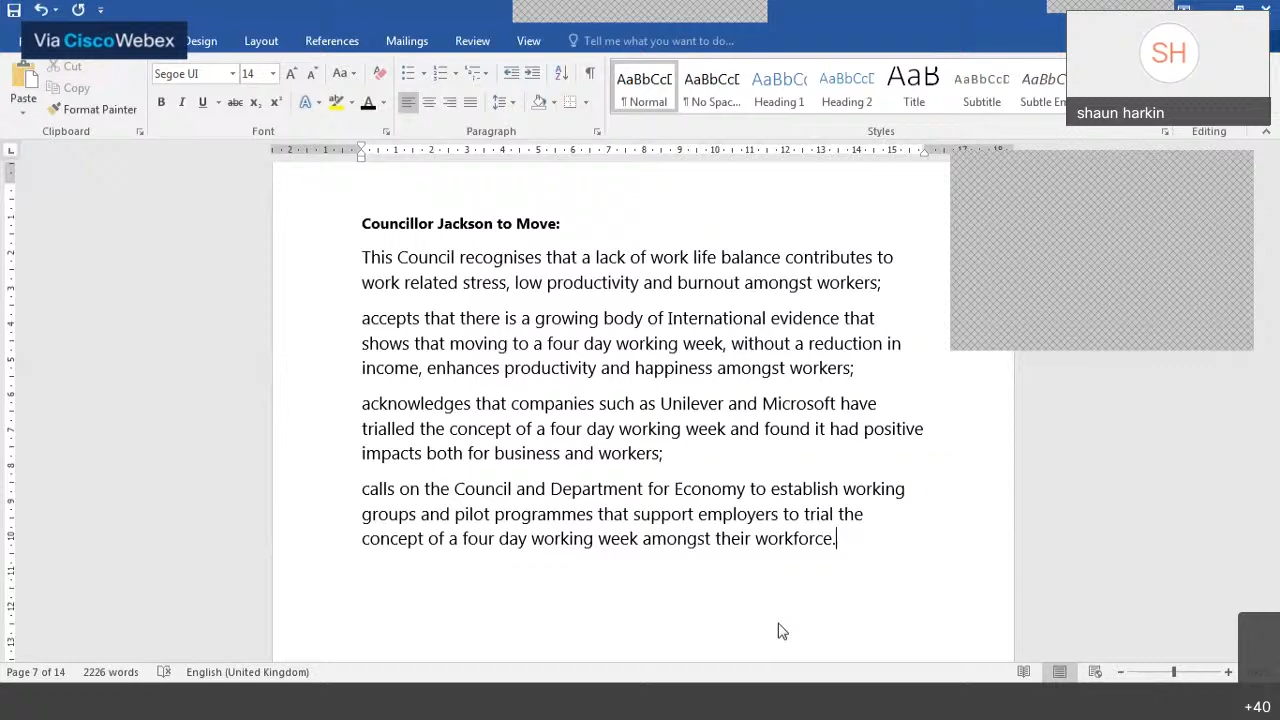 Via CiscoWebex
Design Layout References Mailings Review View Tell me what you want to do...
SH
shaun harkin
Cut
Copy
Paste
Format Painter
Segoe UI 14
AaBbCcD AaBbCcD AaBbCc AaBbCcD AaB AaBbCcD AaBbCcD
¶ Normal ¶ No Spac... Heading 1 Heading 2 Title Subtitle Subtle Em
Clipboard Font Paragraph Styles Editing
Councillor Jackson to Move:
This Council recognises that a lack of work life balance contributes to
work related stress, low productivity and burnout amongst workers;
accepts that there is a growing body of International evidence that
shows that moving to a four day working week, without a reduction in
income, enhances productivity and happiness amongst workers;
acknowledges that companies such as Unilever and Microsoft have
trialled the concept of a four day working week and found it had positive
impacts both for business and workers;
calls on the Council and Department for Economy to establish working
groups and pilot programmes that support employers to trial the
concept of a four day working week amongst their workforce.
Page 7 of 14 2226 words English (United Kingdom)
+40